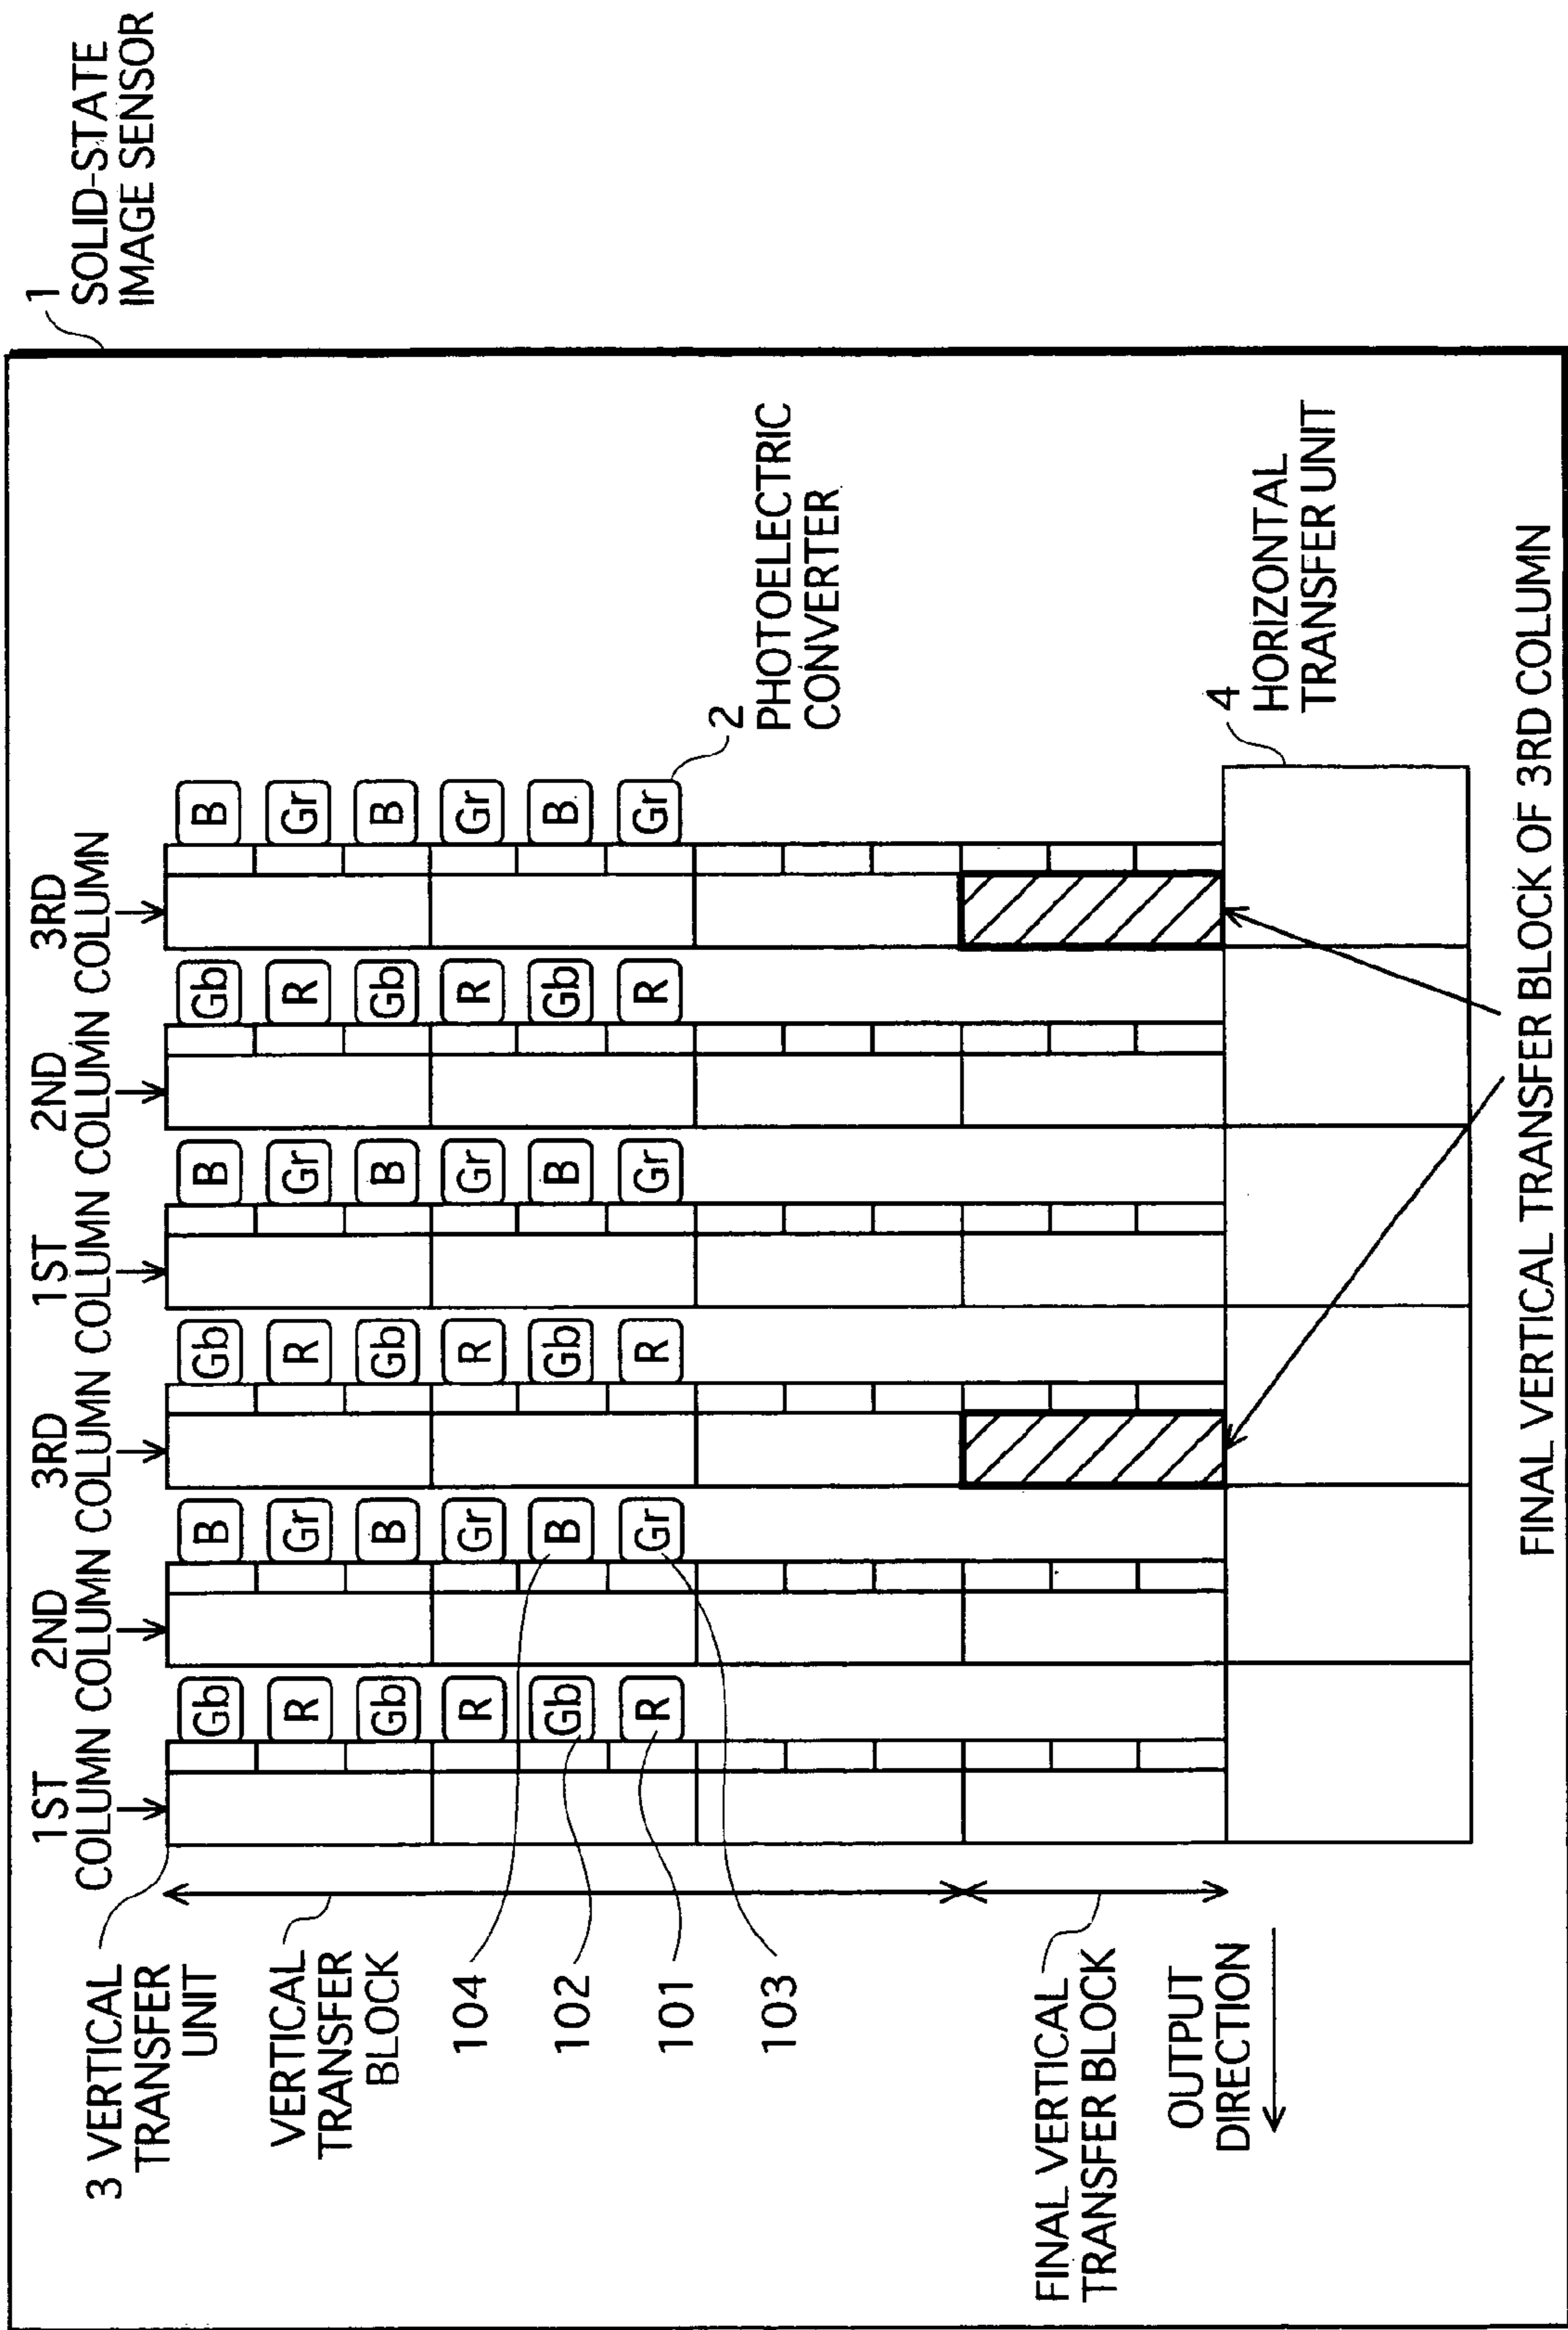 1
SOLID-STATE
IMAGE SENSOR
1ST 2ND 3RD 1ST 2ND 3RD
COLUMN COLUMN COLUMN COLUMN COLUMN COLUMN
3 VERTICAL
TRANSFER
UNIT
Gb B Gb B Gb B
R Gr R Gr R Gr
VERTICAL
TRANSFER
BLOCK
Gb B Gb B Gb B
R Gr R Gr R Gr
104
Gb B Gb B Gb B
102
R Gr R Gr R Gr
101
103
2
PHOTOELECTRIC
CONVERTER
FINAL VERTICAL
TRANSFER BLOCK
OUTPUT
DIRECTION
4
HORIZONTAL
TRANSFER UNIT
FINAL VERTICAL TRANSFER BLOCK OF 3RD COLUMN